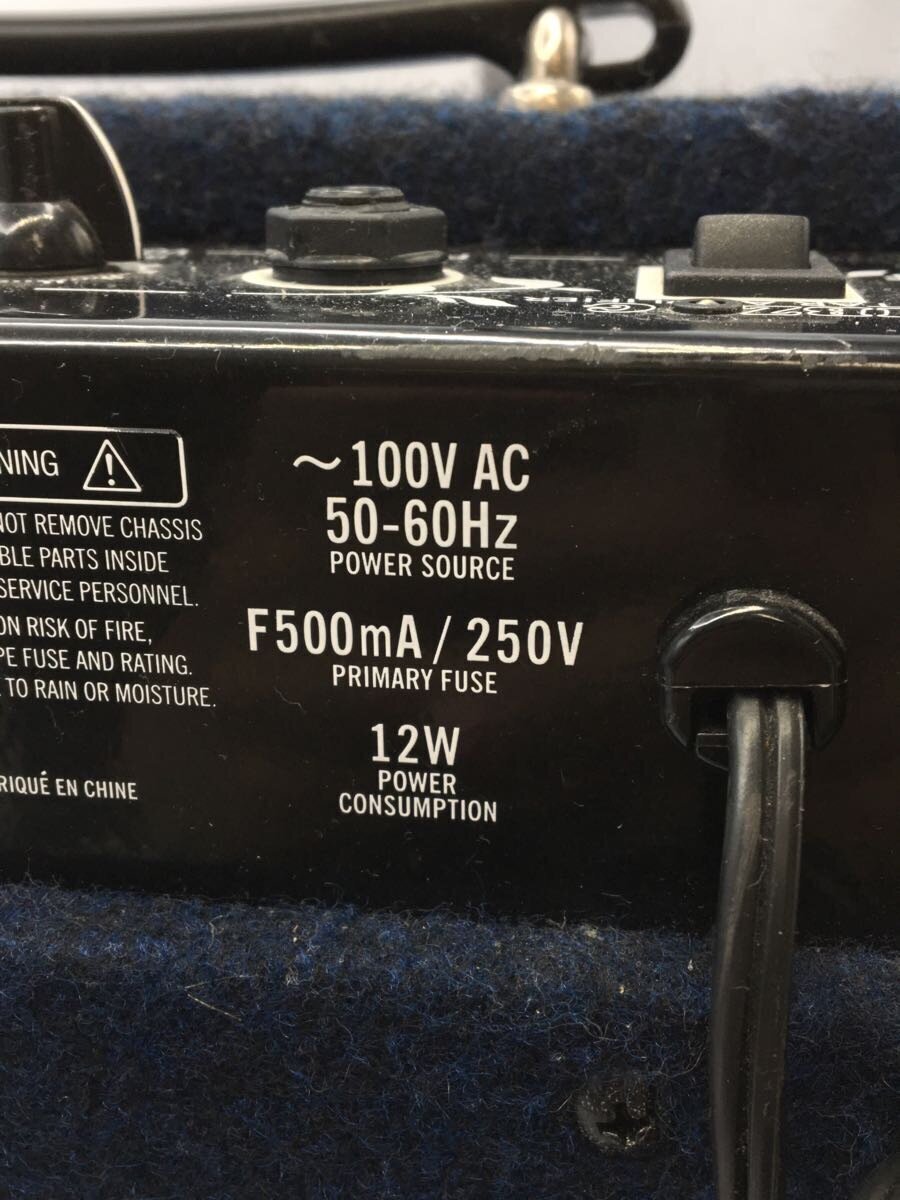 NING
NOT REMOVE CHASSIS
BLE PARTS INSIDE
SERVICE PERSONNEL.
ON RISK OF FIRE,
PE FUSE AND RATING.
TO RAIN OR MOISTURE.
RIQUÉ EN CHINE
~100V AC
50-60Hz
POWER SOURCE
F500mA / 250V
PRIMARY FUSE
12W
POWER
CONSUMPTION